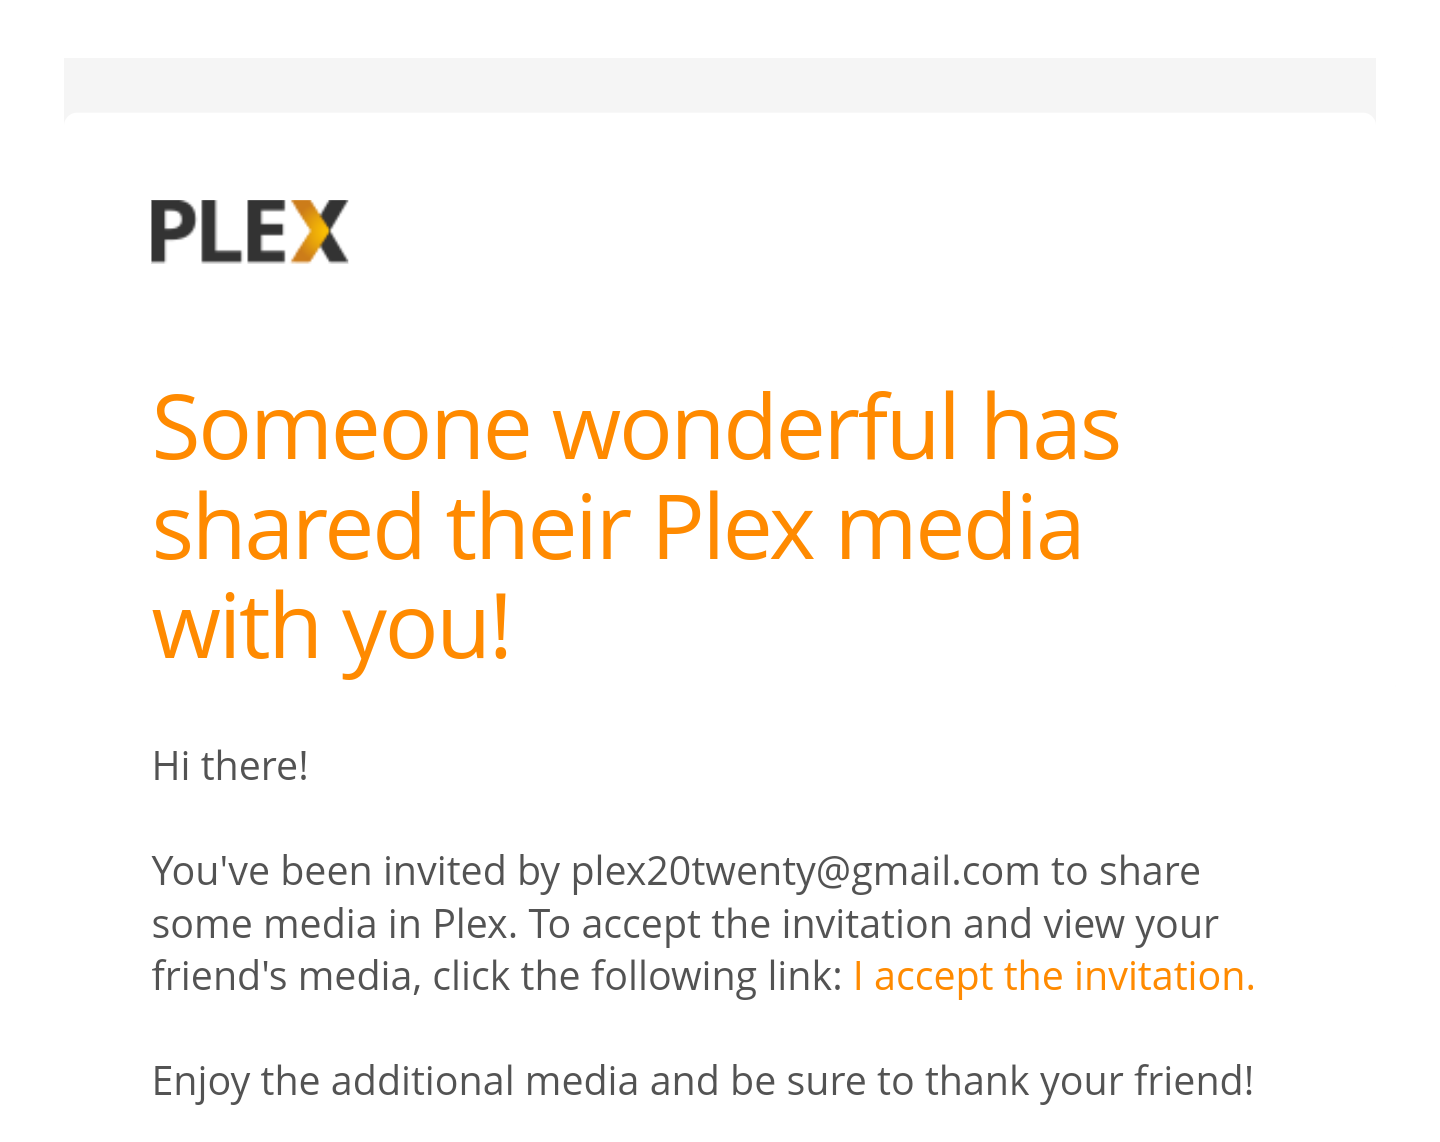 PLEX
Someone wonderful has
shared their Plex media
with you!
Hi there!
You've been invited by plex20twenty@gmail.com to share
some media in Plex. To accept the invitation and view your
friend's media, click the following link: I accept the invitation.
Enjoy the additional media and be sure to thank your friend!